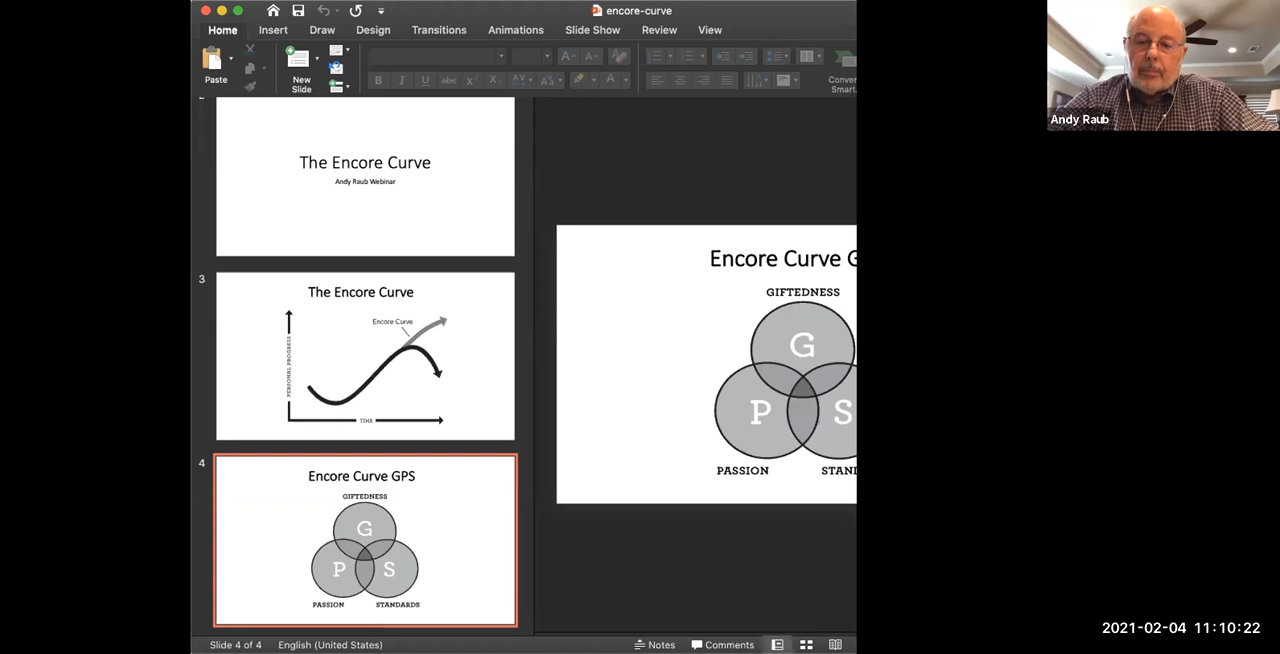 encore-curve
Home Insert Draw Design Transitions Animations Slide Show Review View
Paste
New
Slide
B I U abc X X AV Aa A
Conver
Smart.
The Encore Curve
Andy Raub Webinar
3
The Encore Curve
Encore Curve
PERSONAL PROGRESS
TIME
4
Encore Curve GPS
GIFTEDNESS
G
P S
PASSION STANDARDS
Encore Curve G
GIFTEDNESS
G
P S
PASSION STAND
Slide 4 of 4 English (United States) Notes Comments
Andy Raub
2021-02-04 11:10:22